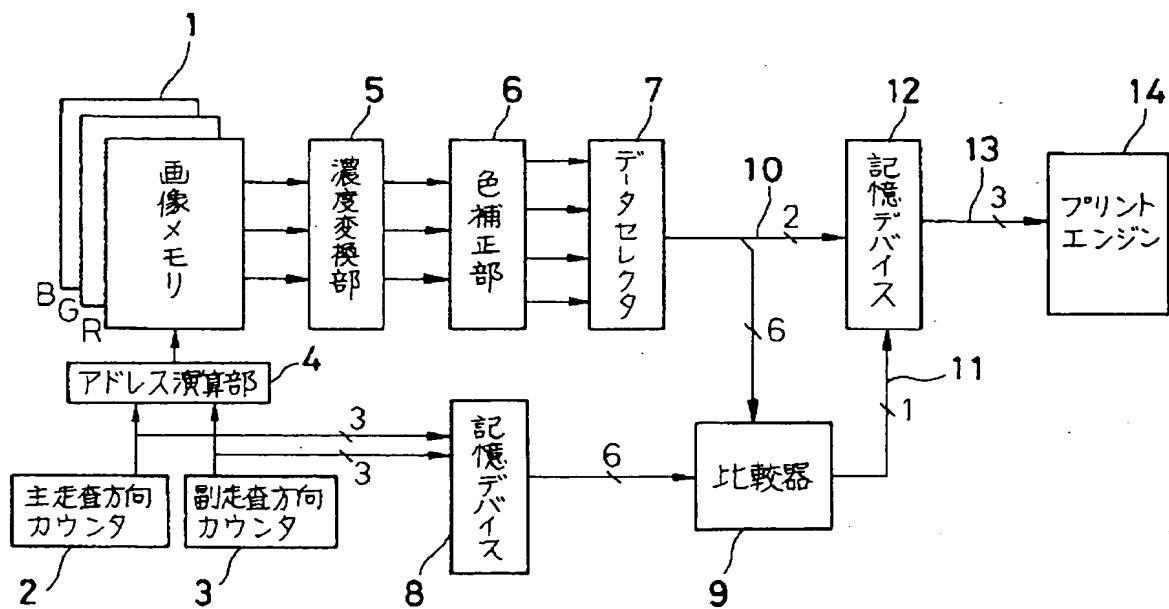 1
5
6
7
12
14
画像メモリ
B
G
R
濃度変換部
色補正部
データセレクタ
10
2
記憶デバイス
13
3
プリント
エンジン
6
11
1
アドレス演算部
4
3
3
記憶デバイス
6
比較器
主走査方向
カウンタ
副走査方向
カウンタ
2
3
8
9